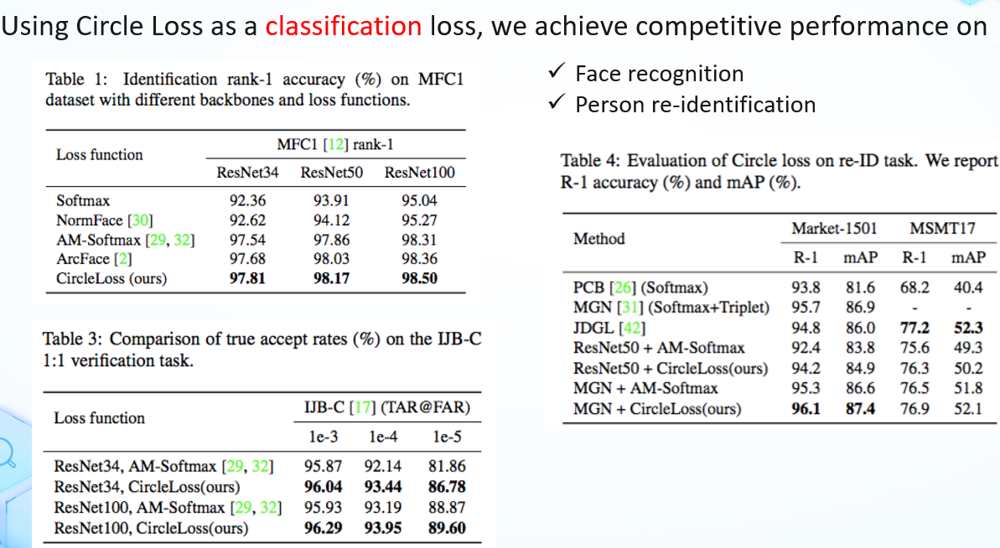 Using Circle Loss as a classification loss, we achieve competitive performance on
✓ Face recognition
✓ Person re-identification
Table 1: Identification rank-1 accuracy (%) on MFC1
dataset with different backbones and loss functions.
Loss function
MFC1 [12] rank-1
ResNet34 ResNet50 ResNet100
Softmax 92.36 93.91 95.04
NormFace [30] 92.62 94.12 95.27
AM-Softmax [29, 32] 97.54 97.86 98.31
ArcFace [2] 97.68 98.03 98.36
CircleLoss (ours) 97.81 98.17 98.50
Table 3: Comparison of true accept rates (%) on the IJB-C
1:1 verification task.
Loss function
IJB-C [17] (TAR@FAR)
1e-3 1e-4 1e-5
ResNet34, AM-Softmax [29, 32] 95.87 92.14 81.86
ResNet34, CircleLoss(ours) 96.04 93.44 86.78
ResNet100, AM-Softmax [29, 32] 95.93 93.19 88.87
ResNet100, CircleLoss(ours) 96.29 93.95 89.60
Table 4: Evaluation of Circle loss on re-ID task. We report
R-1 accuracy (%) and mAP (%).
Method
Market-1501 MSMT17
R-1 mAP R-1 mAP
PCB [26] (Softmax) 93.8 81.6 68.2 40.4
MGN [31] (Softmax+Triplet) 95.7 86.9 - -
JDGL [42] 94.8 86.0 77.2 52.3
ResNet50 + AM-Softmax 92.4 83.8 75.6 49.3
ResNet50 + CircleLoss(ours) 94.2 84.9 76.3 50.2
MGN + AM-Softmax 95.3 86.6 76.5 51.8
MGN + CircleLoss(ours) 96.1 87.4 76.9 52.1